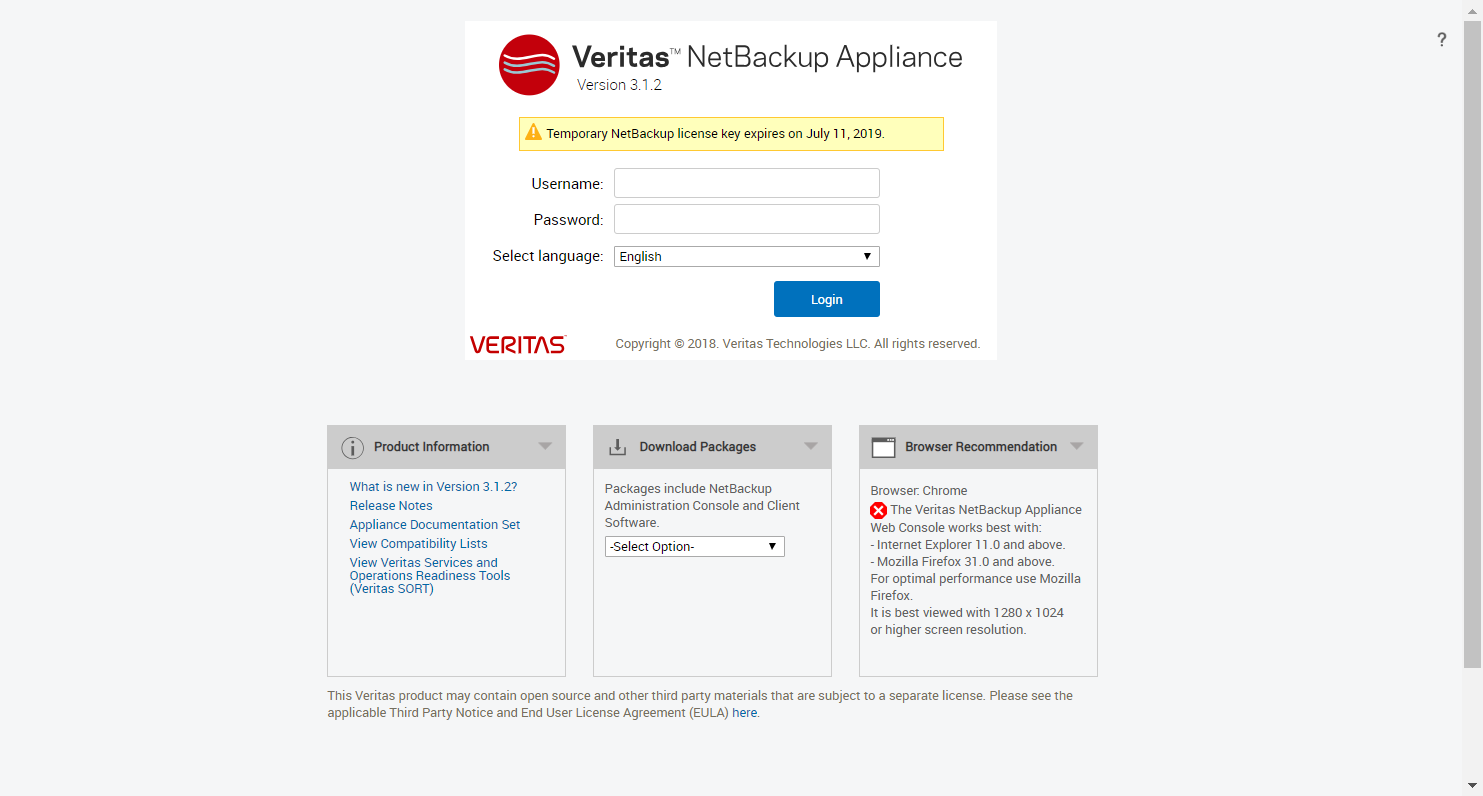 ?
Veritas™ NetBackup Appliance
Version 3.1.2
Temporary NetBackup license key expires on July 11, 2019.
Username:
Password:
Select language: English
Login
VERITAS
Copyright © 2018. Veritas Technologies LLC. All rights reserved.
Product Information
What is new in Version 3.1.2?
Release Notes
Appliance Documentation Set
View Compatibility Lists
View Veritas Services and
Operations Readiness Tools
(Veritas SORT)
Download Packages
Packages include NetBackup
Administration Console and Client
Software.
-Select Option-
Browser Recommendation
Browser: Chrome
The Veritas NetBackup Appliance
Web Console works best with:
- Internet Explorer 11.0 and above.
- Mozilla Firefox 31.0 and above.
For optimal performance use Mozilla
Firefox.
It is best viewed with 1280 x 1024
or higher screen resolution.
This Veritas product may contain open source and other third party materials that are subject to a separate license. Please see the
applicable Third Party Notice and End User License Agreement (EULA) here.